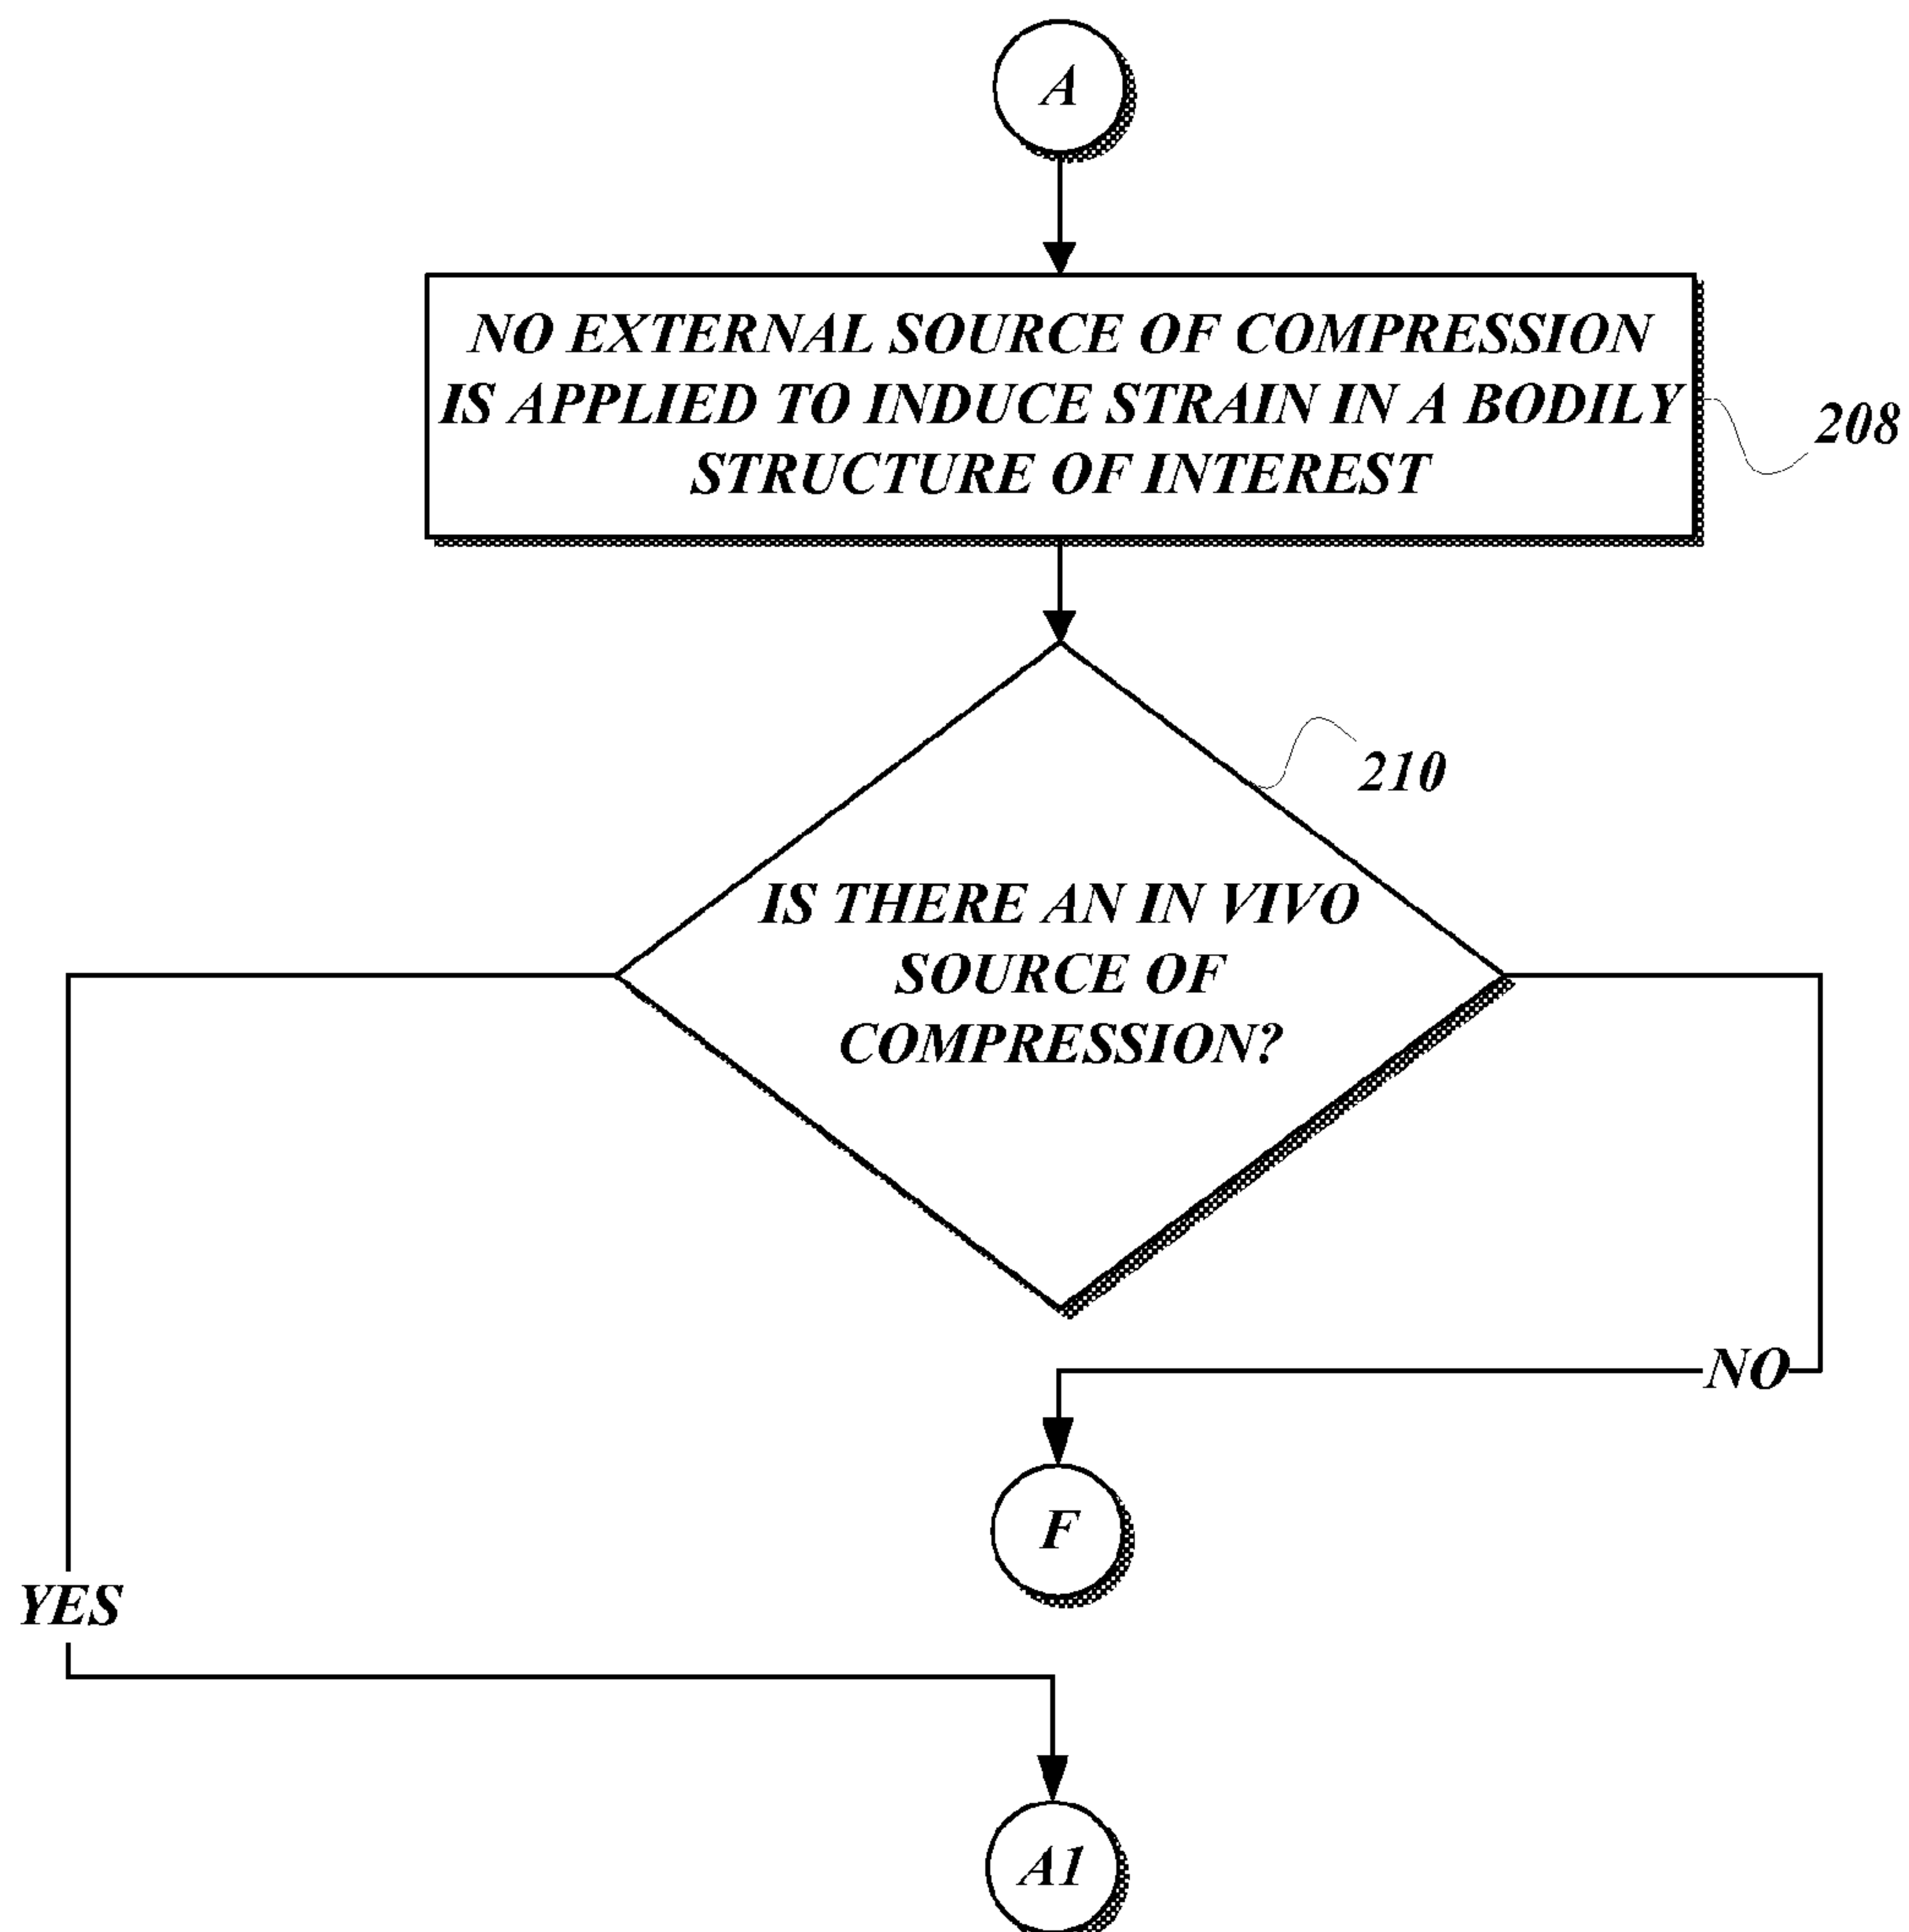 A
NO EXTERNAL SOURCE OF COMPRESSION
IS APPLIED TO INDUCE STRAIN IN A BODILY
STRUCTURE OF INTEREST
208
210
IS THERE AN IN VIVO
SOURCE OF
COMPRESSION?
NO
F
YES
A1